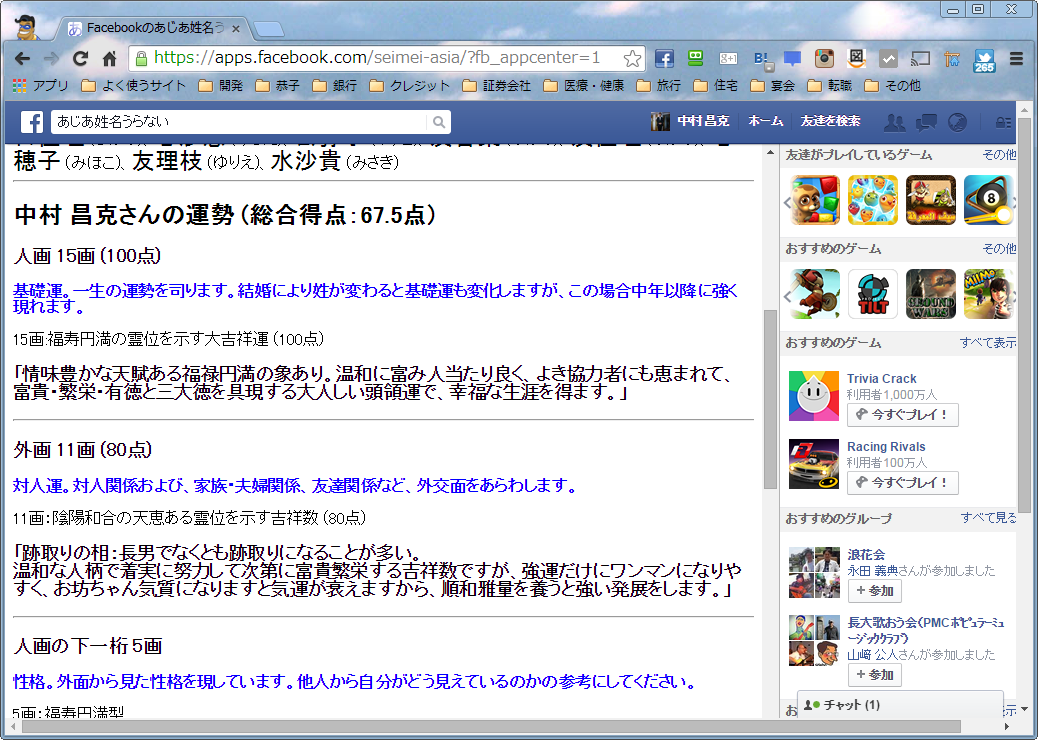 Facebookのあじあ姓名う
https://apps.facebook.com/seimei-asia/?fb_appcenter=1
265
アプリ よく使うサイト 開発 恭子 銀行 クレジット 証券会社 医療・健康 旅行 住宅 宴会 転職 その他
あじあ姓名うらない
中村昌克 ホーム 友達を検索
穂子 (みほこ)、友理枝 (ゆりえ)、水沙貴 (みさぎ)
中村 昌克さんの運勢 (総合得点：67.5点)
人画 15画 (100点)
基礎運。一生の運勢を司ります。結婚により姓が変わると基礎運も変化しますが、この場合中年以降に強く
現れます。
15画:福寿円満の霊位を示す大吉祥運 (100点)
「情味豊かな天賦ある福禄円満の象あり。温和に富み人当たり良く、よき協力者にも恵まれて、
富貴・繁栄・有徳と三大徳を具現する大人しい頭領運で、幸福な生涯を得ます。」
外画 11画 (80点)
対人運。対人関係および、家族・夫婦関係、友達関係など、外交面をあらわします。
11画：陰陽和合の天恵ある霊位を示す吉祥数 (80点)
「跡取りの相：長男でなくとも跡取りになることが多い。
温和な人柄で着実に努力して次第に富貴繁栄する吉祥数ですが、強運だけにワンマンになりや
すく、お坊ちゃん気質になりますと気運が衰えますから、順和雅量を養うと強い発展をします。」
人画の下一桁 5画
性格。外面から見た性格を現しています。他人から自分がどう見えているのかの参考にしてください。
5画：福寿円満型
友達がプレイしているゲーム その他
8
おすすめのゲーム その他
TILT
GROUND WARS
おすすめのゲーム すべて表示
Trivia Crack
利用者1,000万人
今すぐプレイ！
Racing Rivals
利用者100万人
今すぐプレイ！
おすすめのグループ すべて見る
浪花会
永田 義典さんが参加しました
+ 参加
長大歌おう会(PMCポピュラーミュ
ージッククラブ)
山﨑 公人さんが参加しました
+ 参加
チャット (1)